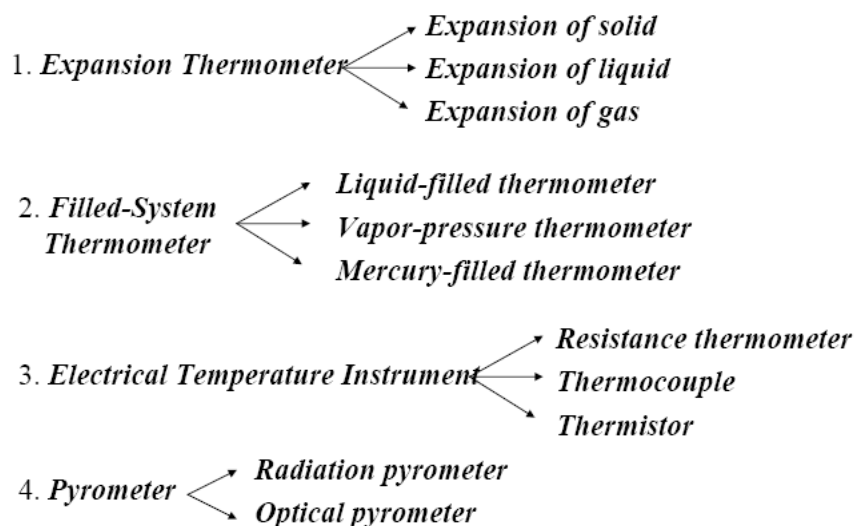 Expansion of solid
1. Expansion Thermometer
Expansion of liquid
Expansion of gas
Liquid-filled thermometer
2. Filled-System
Thermometer
Vapor-pressure thermometer
Mercury-filled thermometer
Resistance thermometer
3. Electrical Temperature Instrument
Thermocouple
Thermistor
Radiation pyrometer
4. Pyrometer
Optical pyrometer